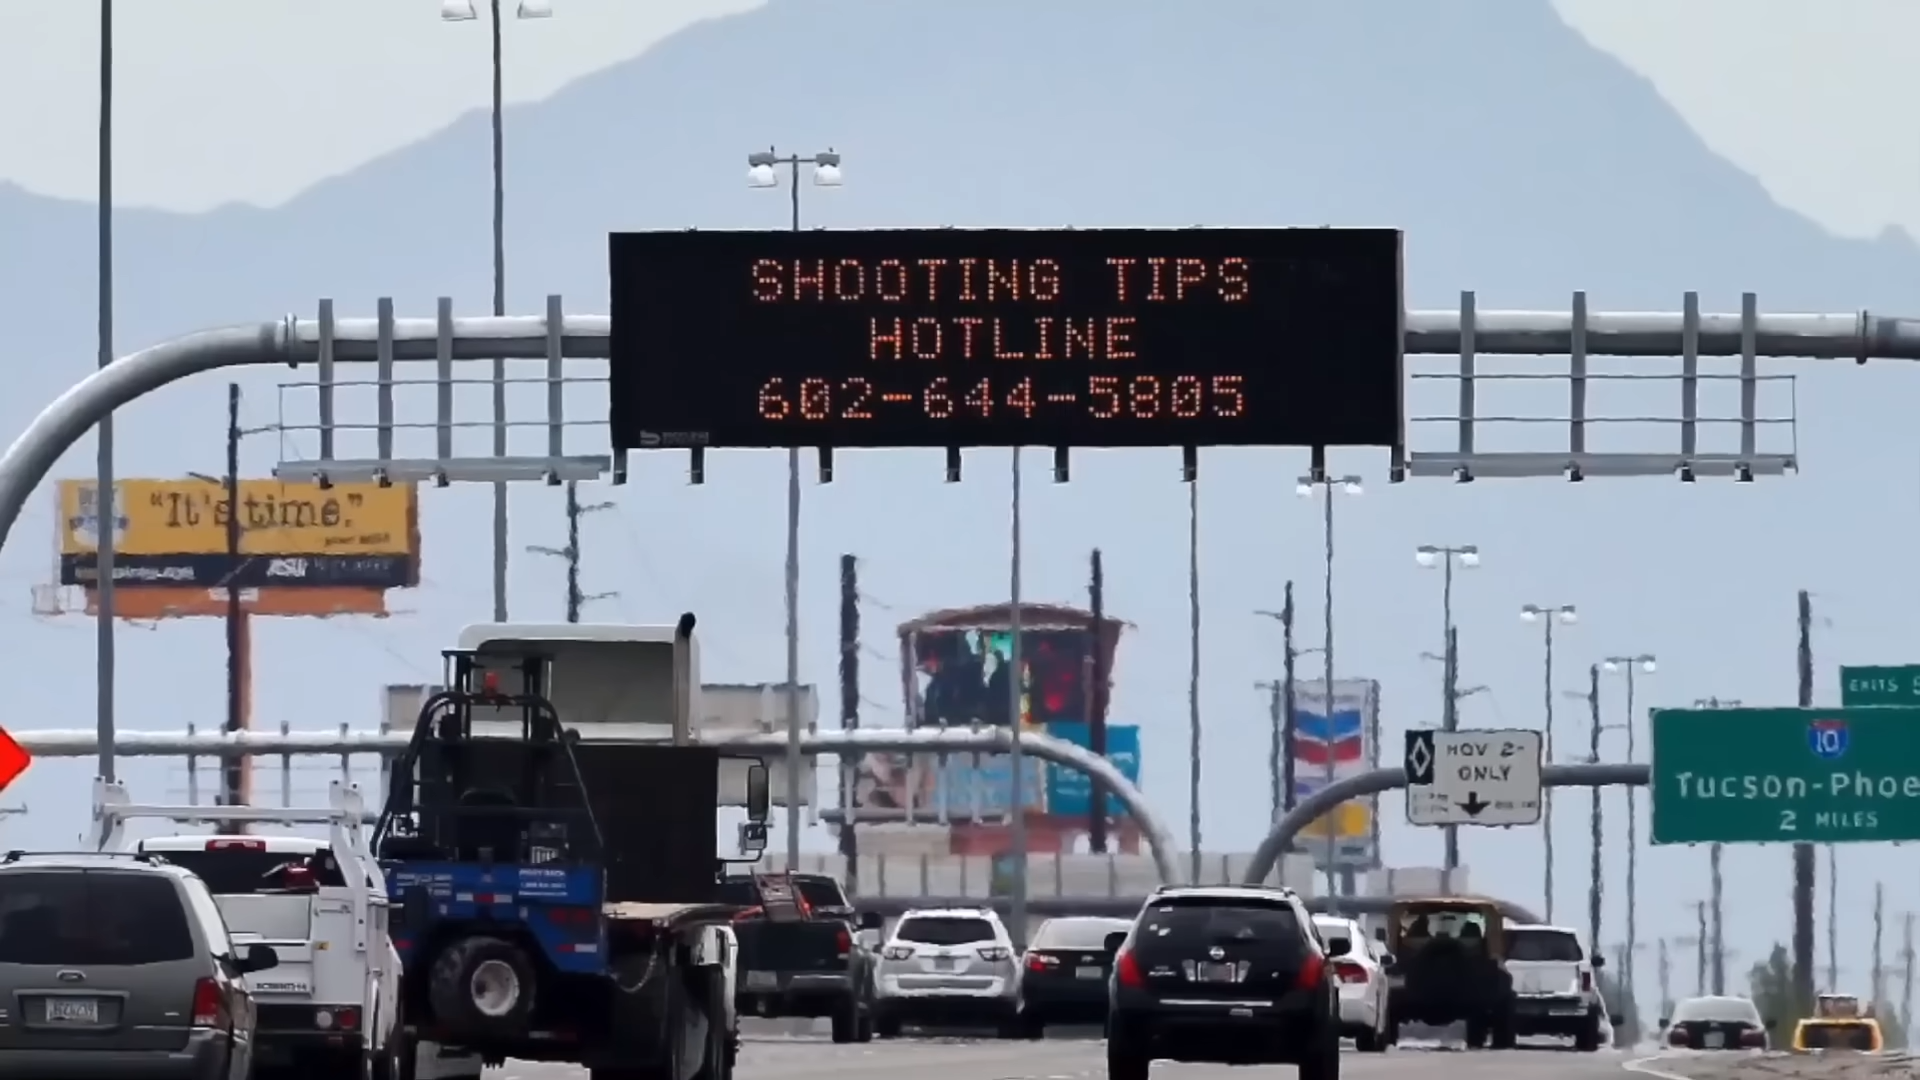 SHOOTING TIPS
HOTLINE
602-644-5805
"It's time."
EXITS
10
HOV 2-
ONLY
Tucson-Phoe
2 MILES